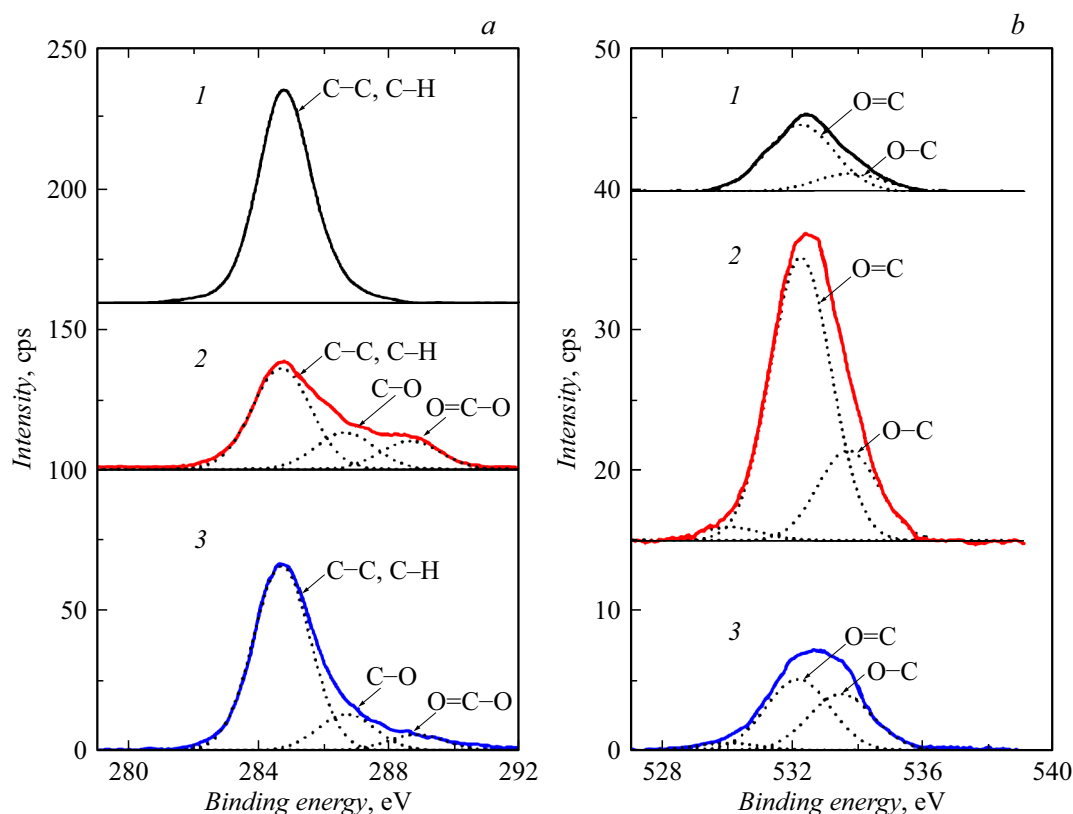 a
250
200
150
100
50
0
Intensity, cps
1
C–C, C–H
2
C–C, C–H
C–O
O=C–O
3
C–C, C–H
C–O
O=C–O
280 284 288 292
Binding energy, eV
b
50
40
30
20
10
0
Intensity, cps
1
O=C
O–C
2
O=C
O–C
3
O=C
O–C
528 532 536 540
Binding energy, eV